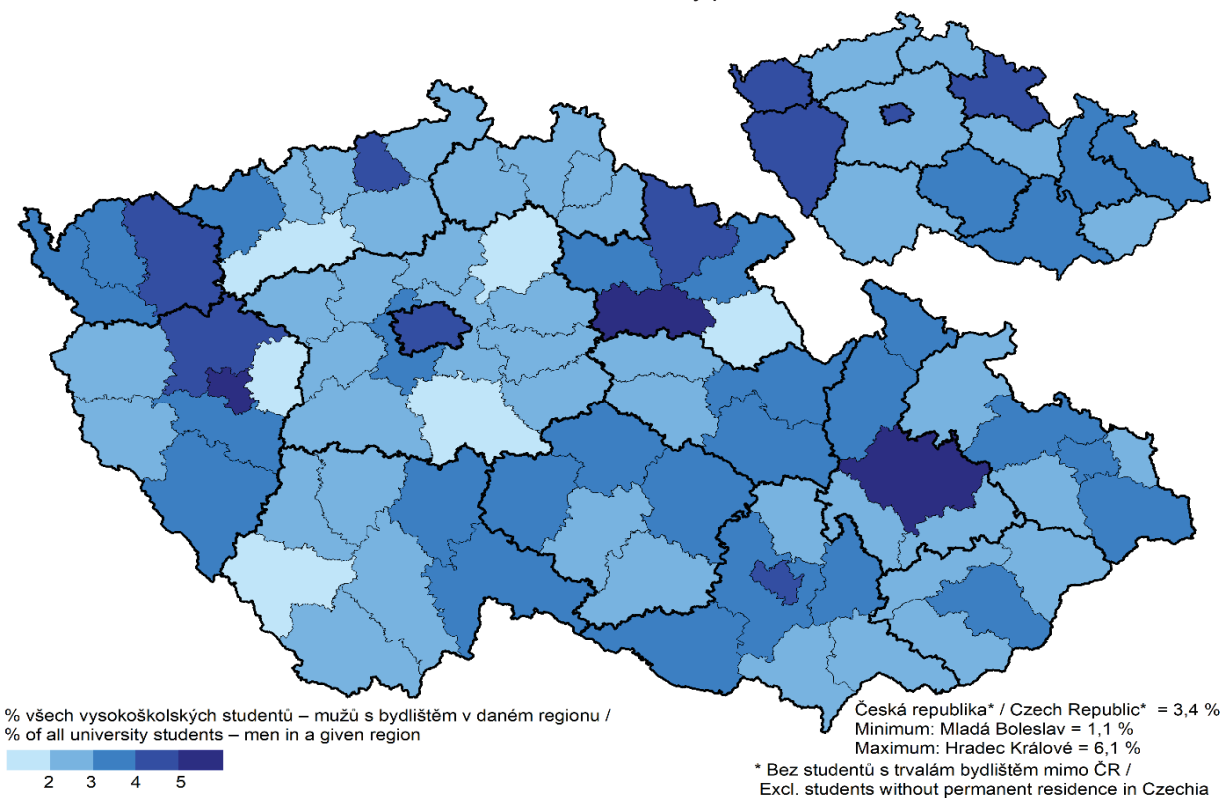 % všech vysokoškolských studentů – mužů s bydlištěm v daném regionu /
% of all university students – men in a given region
2 3 4 5
Česká republika* / Czech Republic* = 3,4 %
Minimum: Mladá Boleslav = 1,1 %
Maximum: Hradec Králové = 6,1 %
* Bez studentů s trvalám bydlištěm mimo ČR /
Excl. students without permanent residence in Czechia